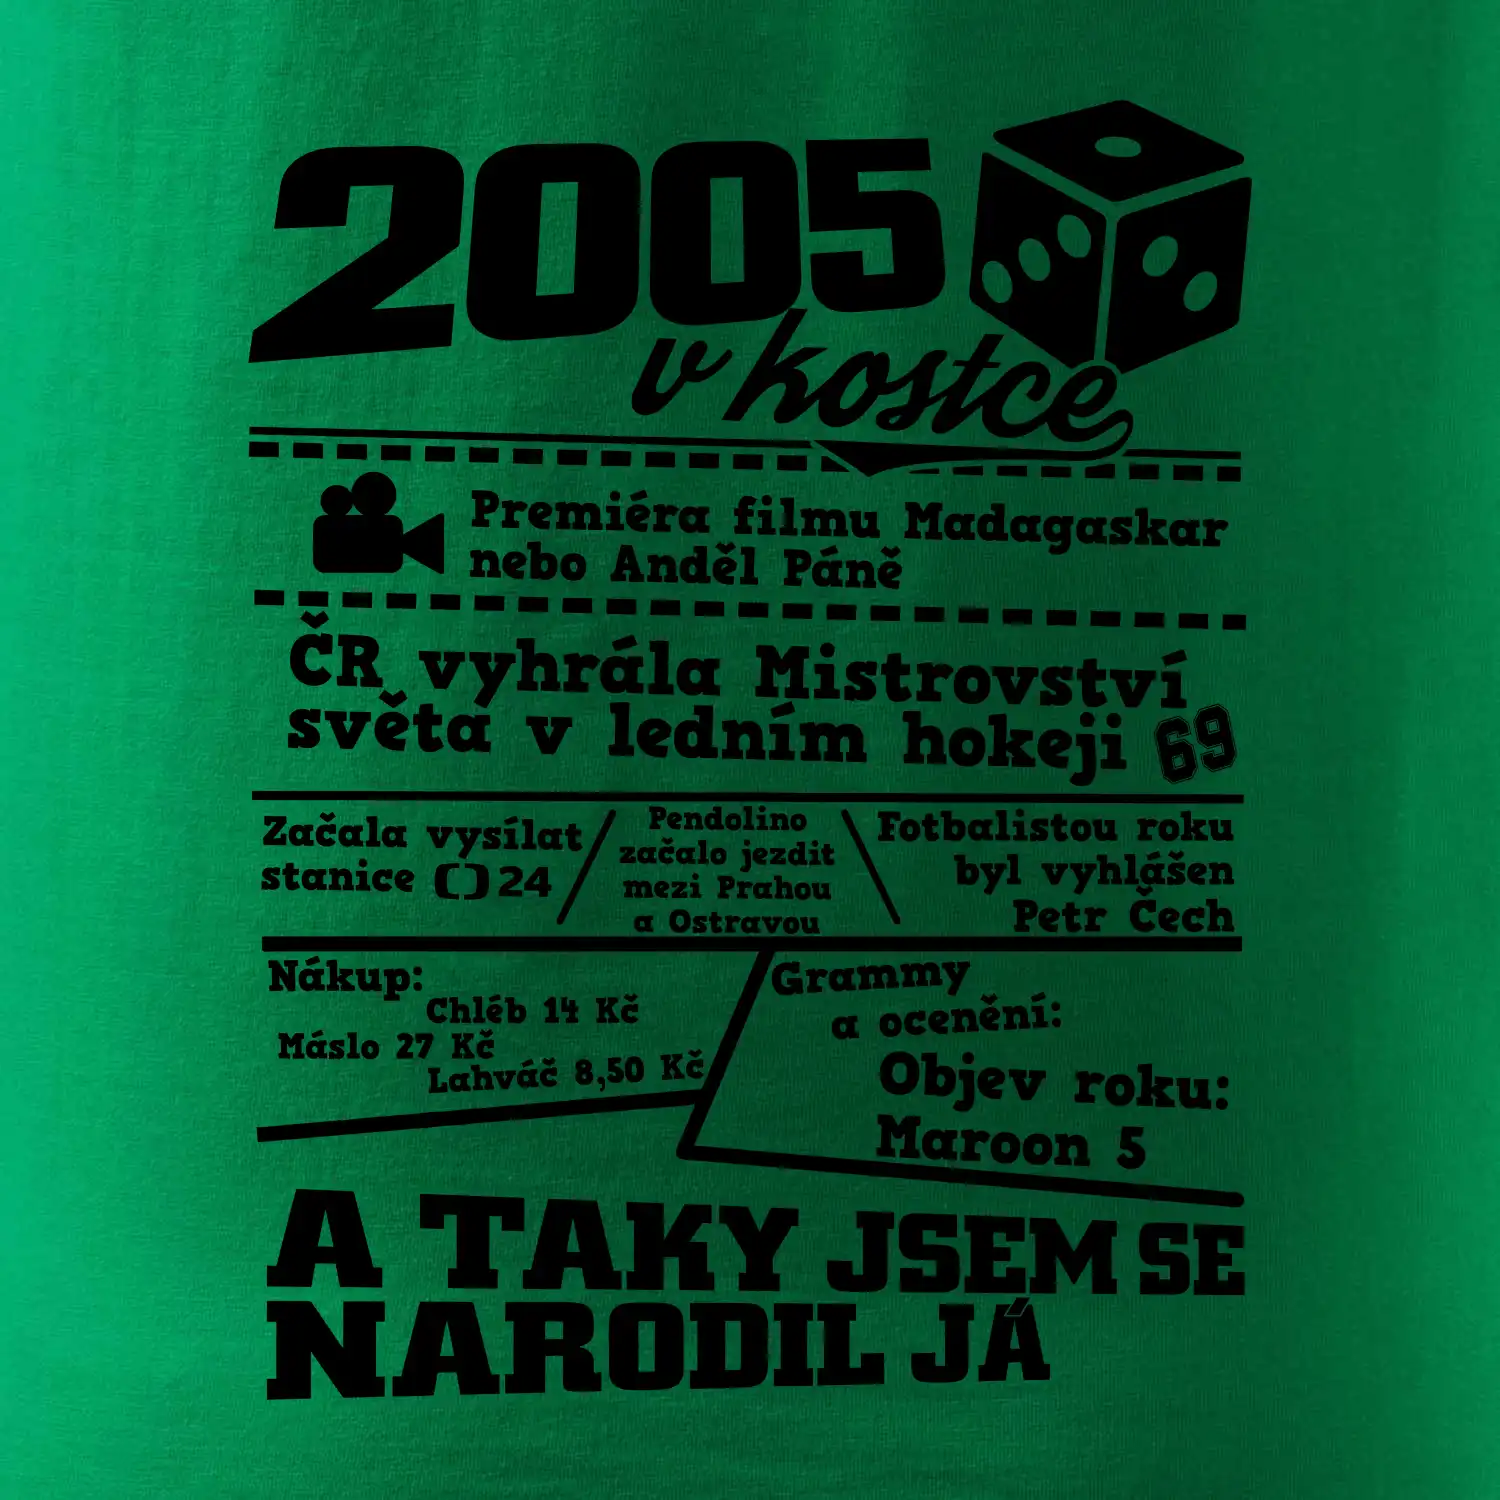 2005
v kostce
Premiéra filmu Madagaskar
nebo Anděl Páně
ČR vyhrála Mistrovství
světa v ledním hokeji 69
Začala vysílat
stanice 24
Pendolino
začalo jezdit
mezi Prahou
a Ostravou
Fotbalistou roku
byl vyhlášen
Petr Čech
Nákup:
Chléb 14 Kč
Máslo 27 Kč
Lahváč 8,50 Kč
Grammy
a ocenění:
Objev roku:
Maroon 5
A TAKY JSEM SE
NARODIL JÁ